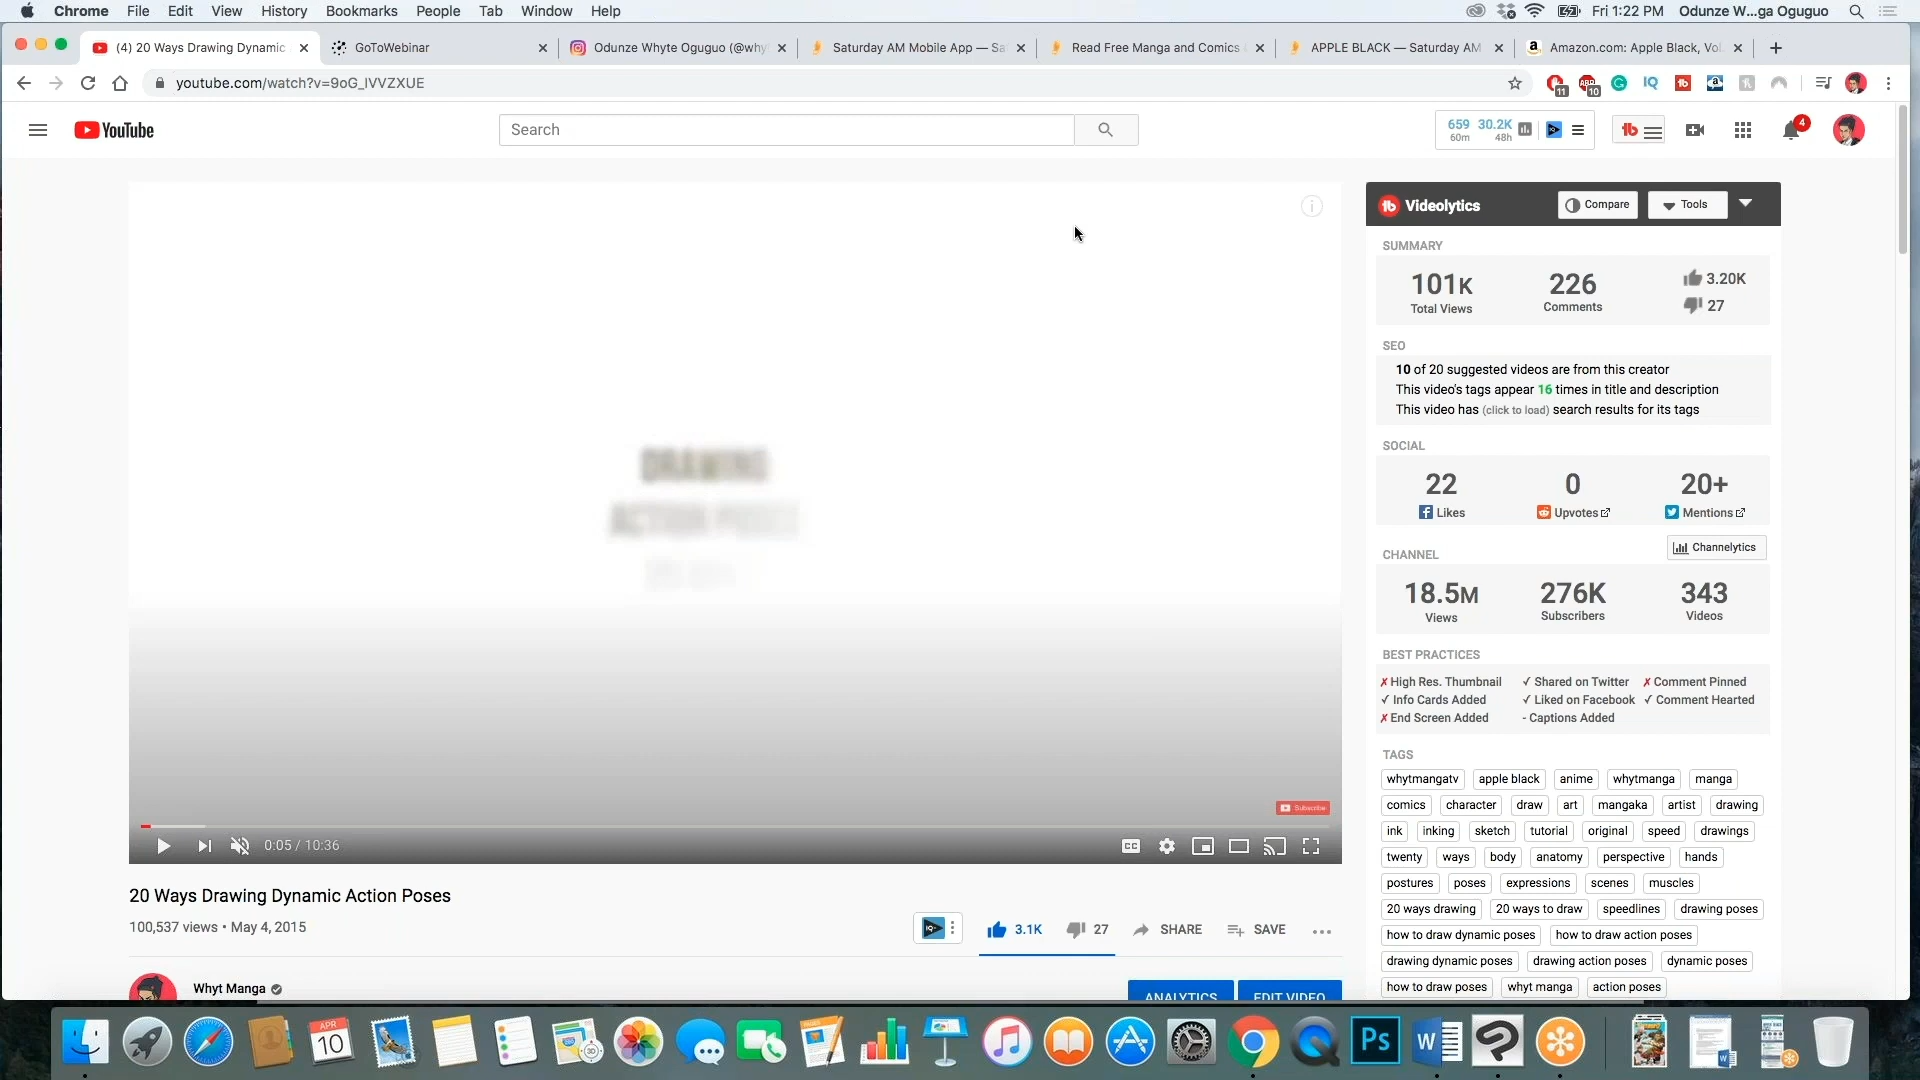 Chrome File Edit View History Bookmarks People Tab Window Help Fri 1:22 PM Odunze W...ga Oguguo
(4) 20 Ways Drawing Dynamic GoToWebinar Odunze Whyte Oguguo (@why Saturday AM Mobile App — Sa Read Free Manga and Comics APPLE BLACK — Saturday AM Amazon.com: Apple Black, Vol.
youtube.com/watch?v=9oG_IVVZXUE 11 10
YouTube Search 659 60m 30.2K 48h 4
Videolytics Compare Tools
SUMMARY
101K 226 3.20K
Total Views Comments 27
SEO
10 of 20 suggested videos are from this creator
This video's tags appear 16 times in title and description
This video has (click to load) search results for its tags
SOCIAL
22 0 20+
Likes Upvotes Mentions
CHANNEL Channelytics
18.5M 276K 343
Views Subscribers Videos
BEST PRACTICES
✗ High Res. Thumbnail ✓ Shared on Twitter ✗ Comment Pinned
✓ Info Cards Added ✓ Liked on Facebook ✓ Comment Hearted
✗ End Screen Added - Captions Added
TAGS
whytmangatv apple black anime whytmanga manga
comics character draw art mangaka artist drawing
ink inking sketch tutorial original speed drawings
twenty ways body anatomy perspective hands
postures poses expressions scenes muscles
20 ways drawing 20 ways to draw speedlines drawing poses
how to draw dynamic poses how to draw action poses
drawing dynamic poses drawing action poses dynamic poses
how to draw poses whyt manga action poses
DRAWING
ACTION POSES
Subscribe
0:05 / 10:36 CC
20 Ways Drawing Dynamic Action Poses
100,537 views • May 4, 2015 3.1K 27 SHARE SAVE
Whyt Manga ANALYTICS EDIT VIDEO
APR
10
PAGES
Ps
W